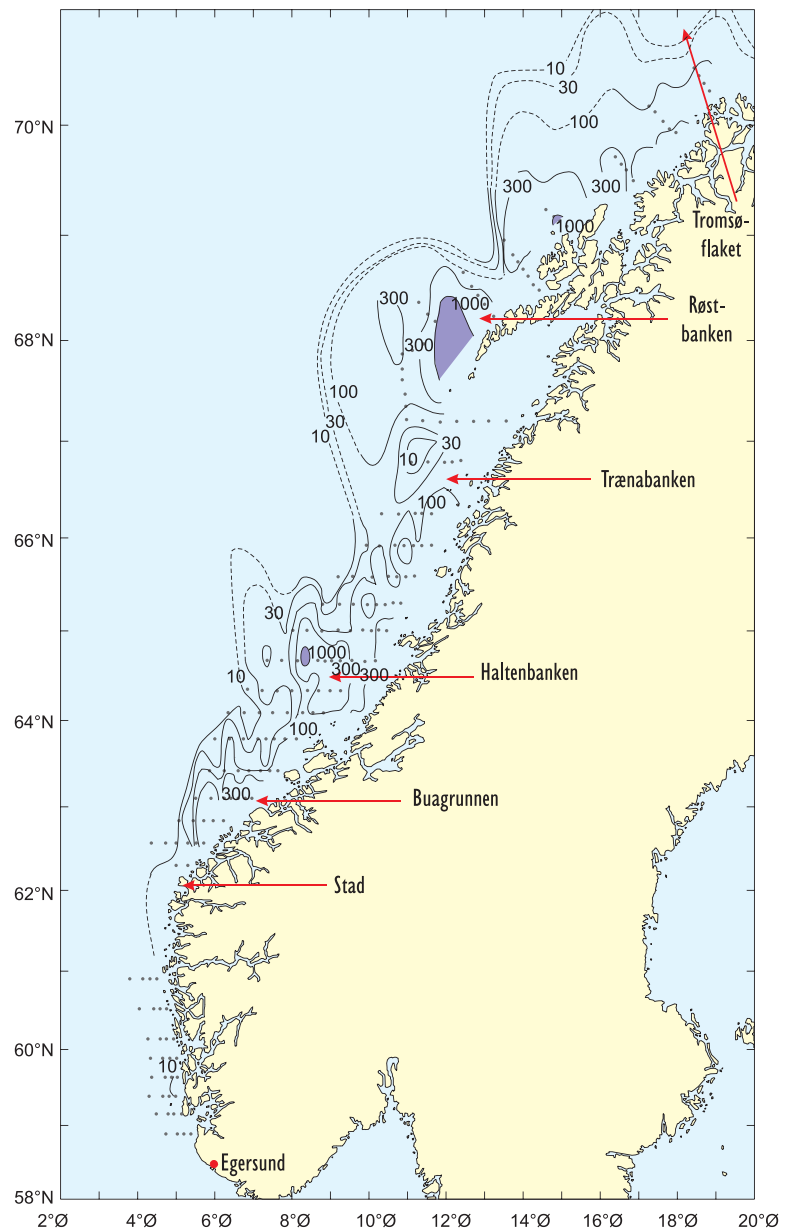 10
30
100
70°N
300
300
1000
Tromsø-
flaket
300
1000
Røst-
banken
68°N
300
100
30
10
30
10
Trænabanken
100
66°N
30
1000
300
300
10
Haltenbanken
64°N
100
300
Buagrunnen
Stad
62°N
60°N
10
Egersund
58°N
2°Ø
4°Ø
6°Ø
8°Ø
10°Ø
12°Ø
14°Ø
16°Ø
18°Ø
20°Ø